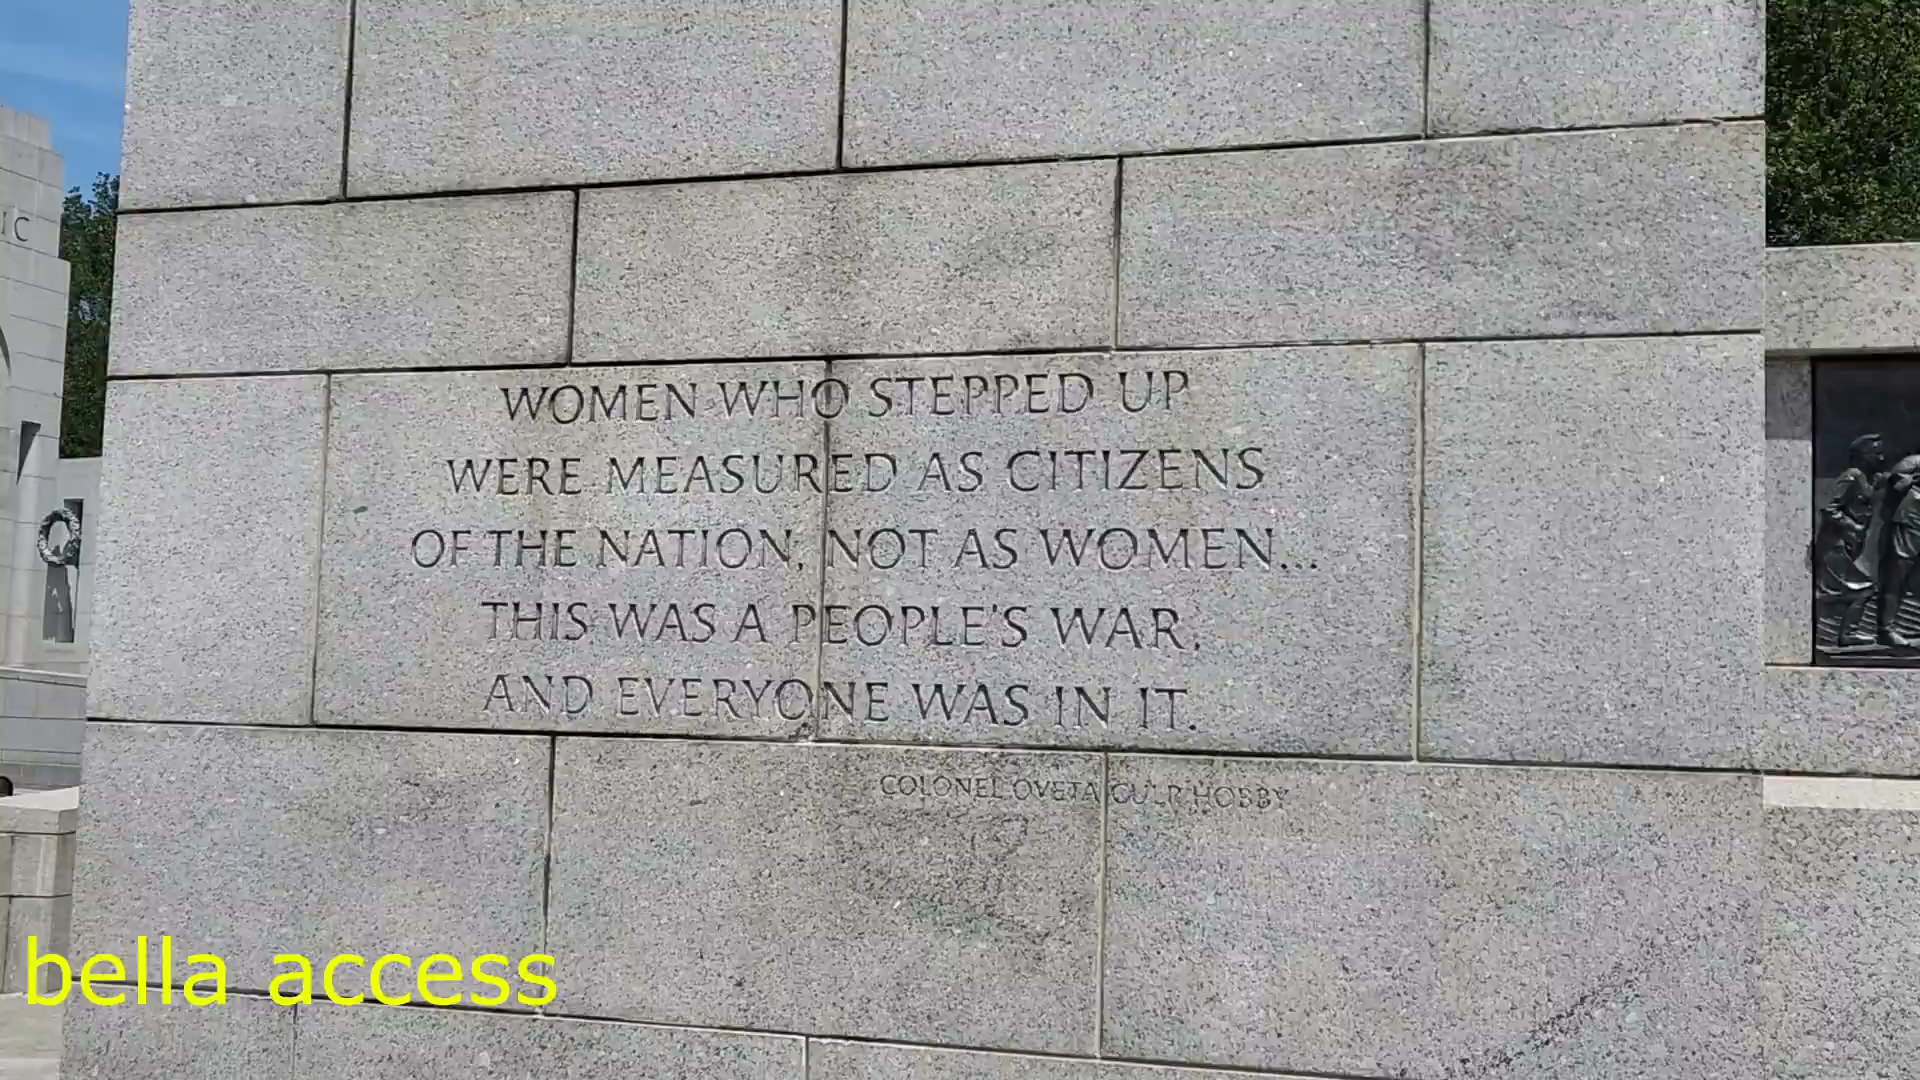 IC
WOMEN WHO STEPPED UP
WERE MEASURED AS CITIZENS
OF THE NATION, NOT AS WOMEN...
THIS WAS A PEOPLE'S WAR,
AND EVERYONE WAS IN IT.
COLONEL OVETA CULP HOBBY
bella access